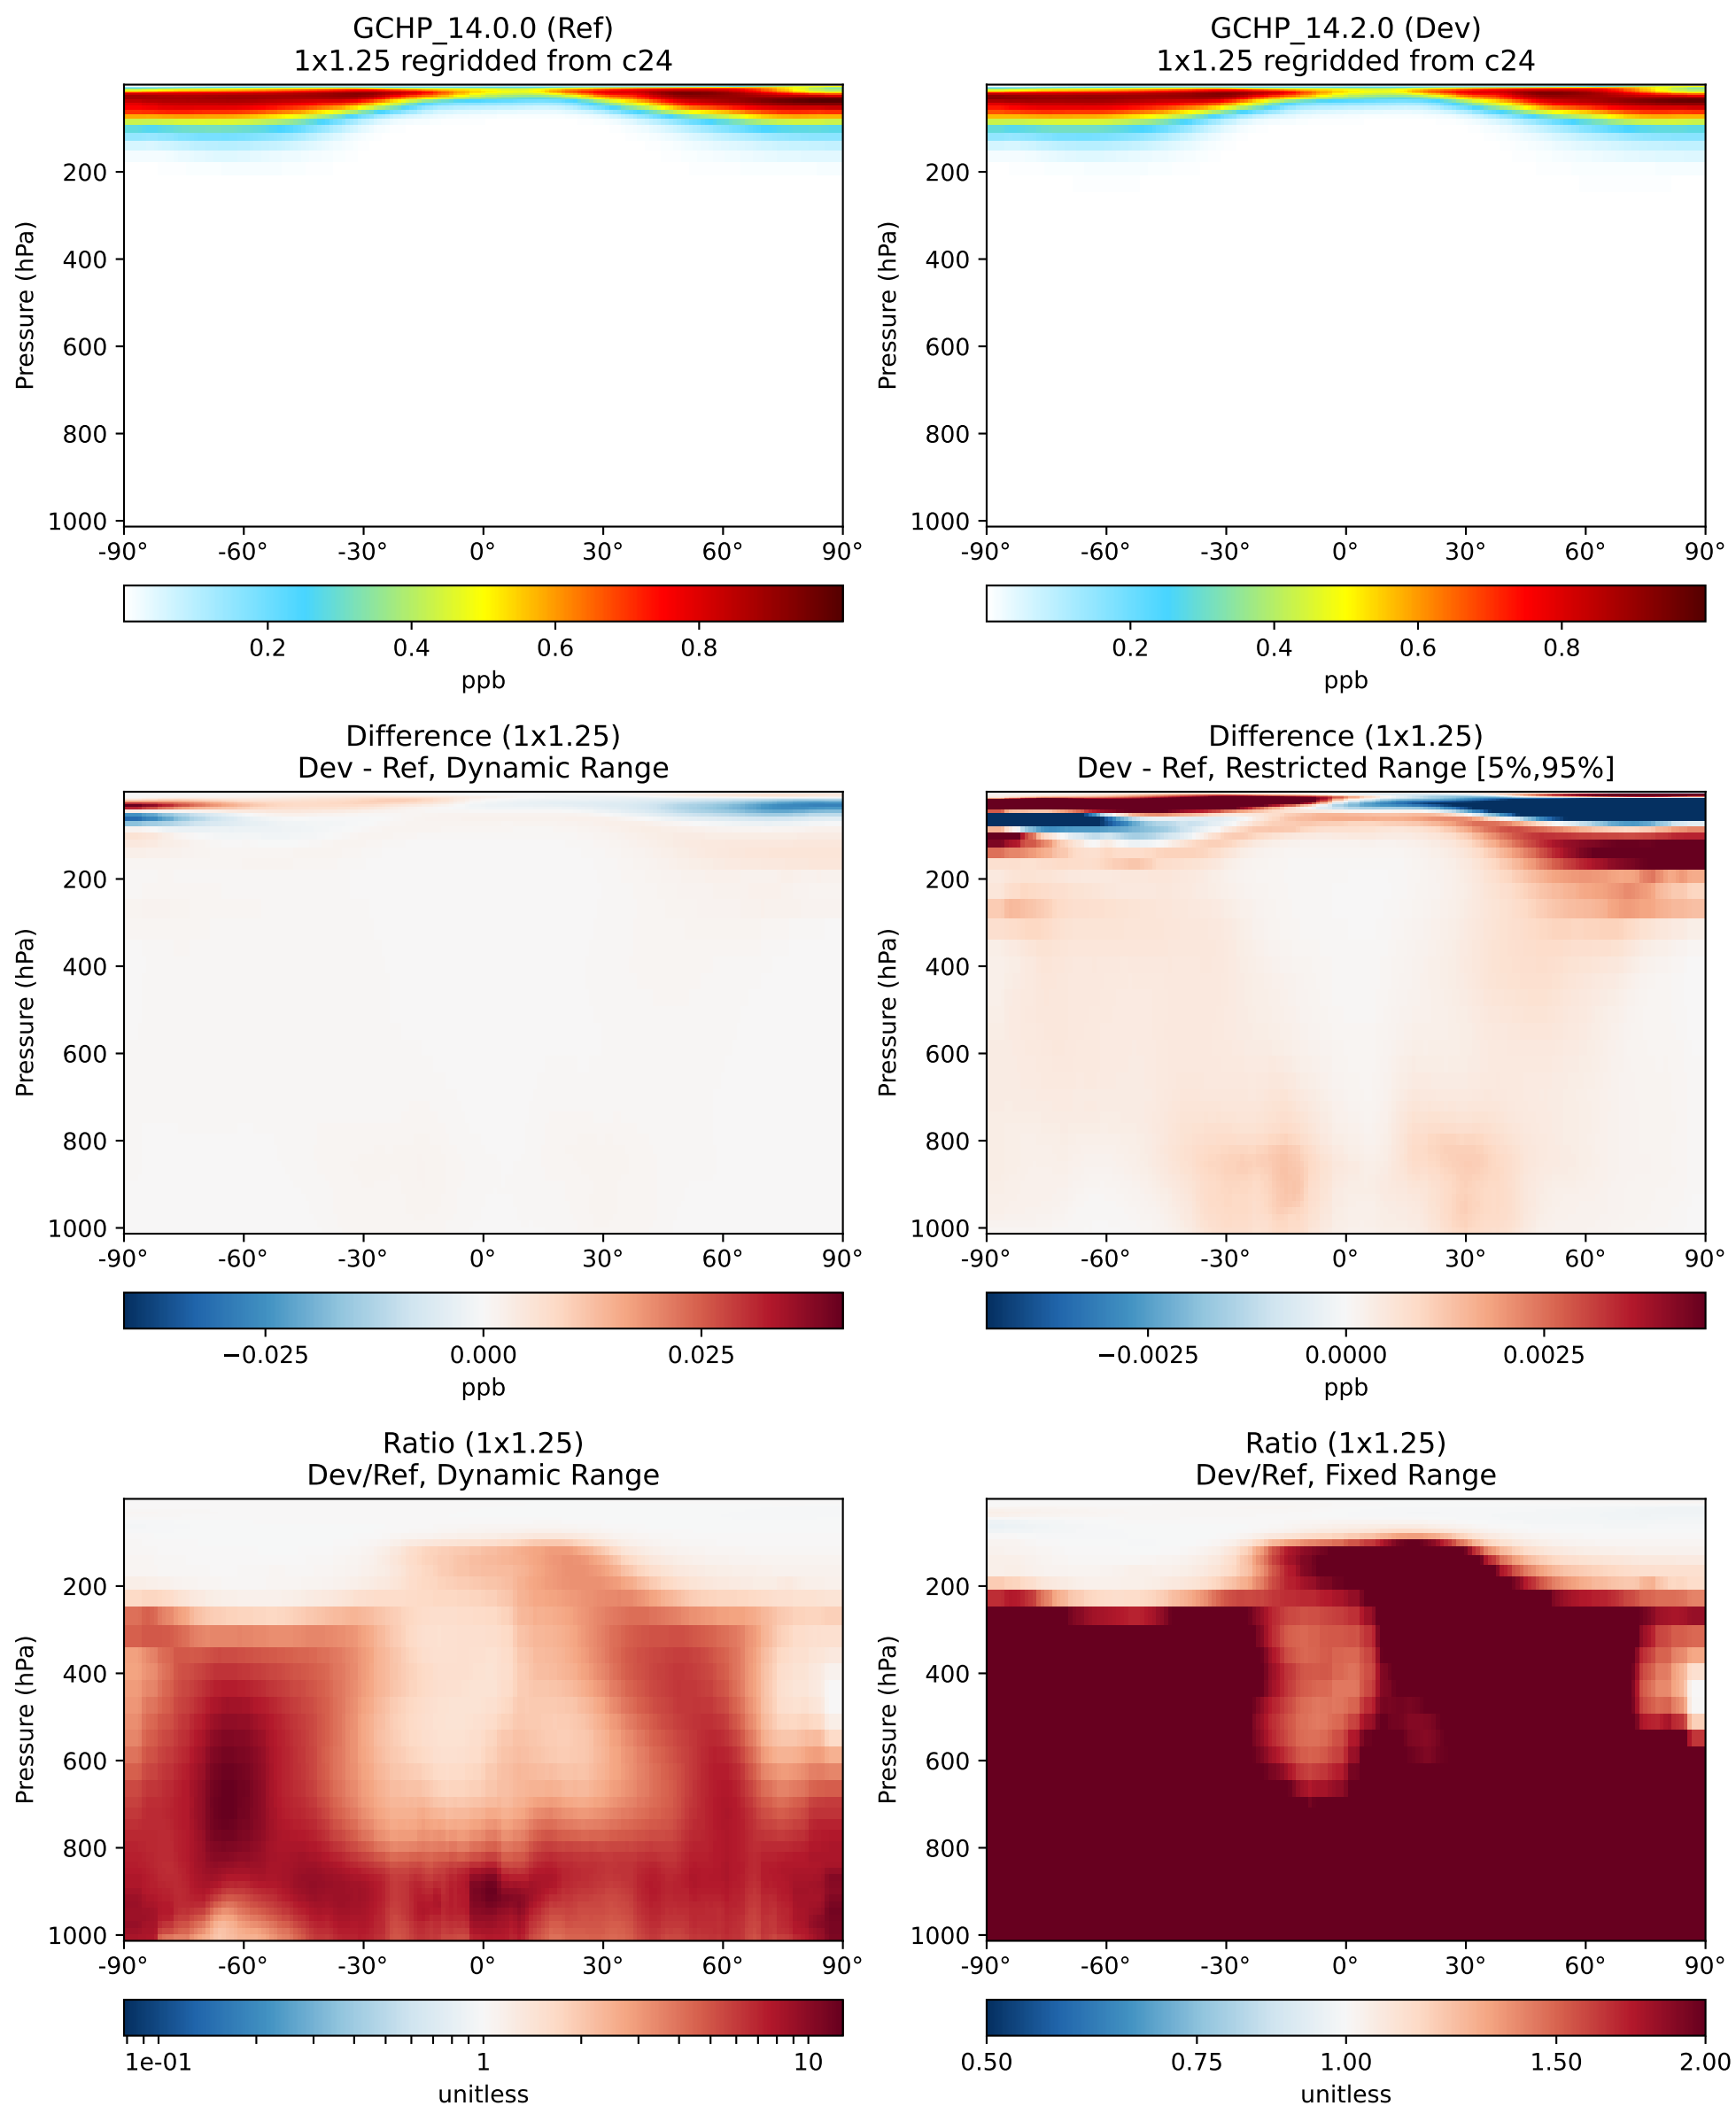 GCHP_14.0.0 (Ref)
1x1.25 regridded from c24
Pressure (hPa)
200
400
600
800
1000
-90° -60° -30° 0° 30° 60° 90°
0.2 0.4 0.6 0.8
ppb
GCHP_14.2.0 (Dev)
1x1.25 regridded from c24
Pressure (hPa)
200
400
600
800
1000
-90° -60° -30° 0° 30° 60° 90°
0.2 0.4 0.6 0.8
ppb
Difference (1x1.25)
Dev - Ref, Dynamic Range
Pressure (hPa)
200
400
600
800
1000
-90° -60° -30° 0° 30° 60° 90°
−0.025 0.000 0.025
ppb
Difference (1x1.25)
Dev - Ref, Restricted Range [5%,95%]
Pressure (hPa)
200
400
600
800
1000
-90° -60° -30° 0° 30° 60° 90°
−0.0025 0.0000 0.0025
ppb
Ratio (1x1.25)
Dev/Ref, Dynamic Range
Pressure (hPa)
200
400
600
800
1000
-90° -60° -30° 0° 30° 60° 90°
1e-01 1 10
unitless
Ratio (1x1.25)
Dev/Ref, Fixed Range
Pressure (hPa)
200
400
600
800
1000
-90° -60° -30° 0° 30° 60° 90°
0.50 0.75 1.00 1.50 2.00
unitless